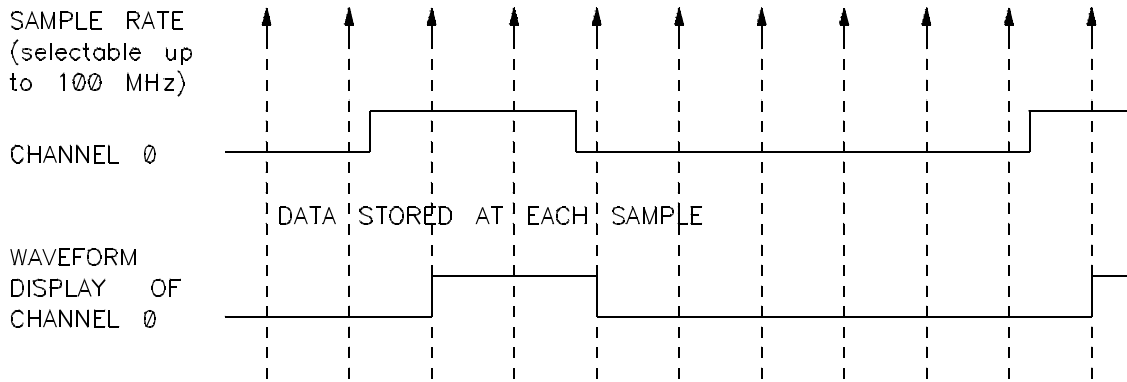 SAMPLE RATE
(selectable up
to 100 MHz)
CHANNEL 0
DATA STORED AT EACH SAMPLE
WAVEFORM
DISPLAY OF
CHANNEL 0